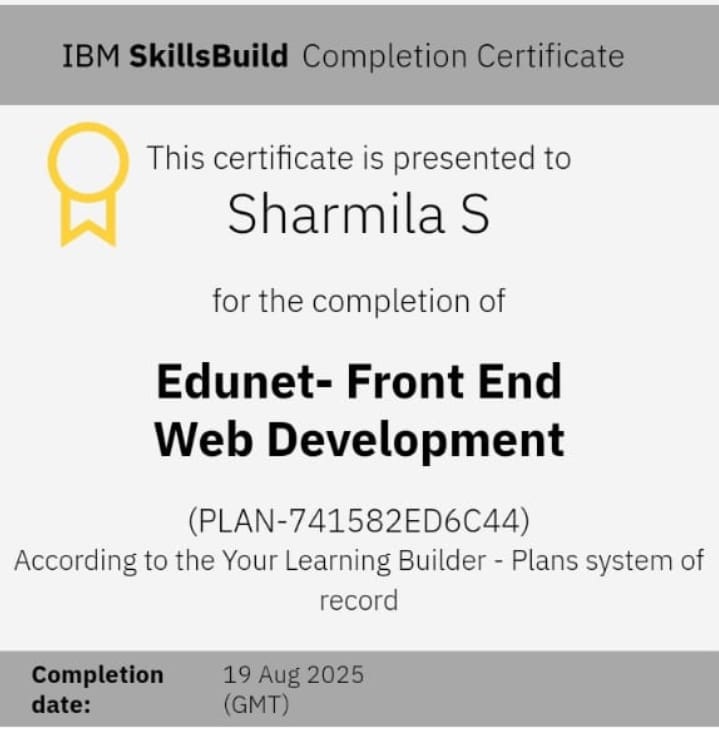 IBM SkillsBuild Completion Certificate
This certificate is presented to
Sharmila S
for the completion of
Edunet- Front End
Web Development
(PLAN-741582ED6C44)
According to the Your Learning Builder - Plans system of
record
Completion date: 19 Aug 2025 (GMT)